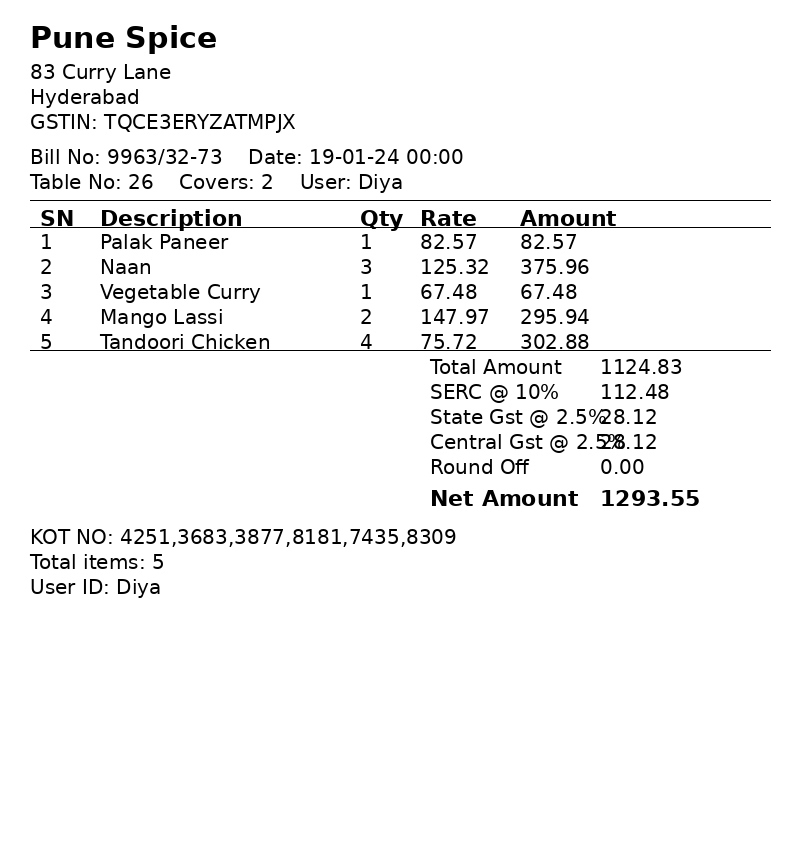 Pune Spice
83 Curry Lane
Hyderabad
GSTIN: TQCE3ERYZATMPJX
Bill No: 9963/32-73 Date: 19-01-24 00:00
Table No: 26 Covers: 2 User: Diya
SN Description Qty Rate Amount
1 Palak Paneer 1 82.57 82.57
2 Naan 3 125.32 375.96
3 Vegetable Curry 1 67.48 67.48
4 Mango Lassi 2 147.97 295.94
5 Tandoori Chicken 4 75.72 302.88
Total Amount 1124.83
SERC @ 10% 112.48
State Gst @ 2.5% 28.12
Central Gst @ 2.5% 28.12
Round Off 0.00
Net Amount 1293.55
KOT NO: 4251,3683,3877,8181,7435,8309
Total items: 5
User ID: Diya